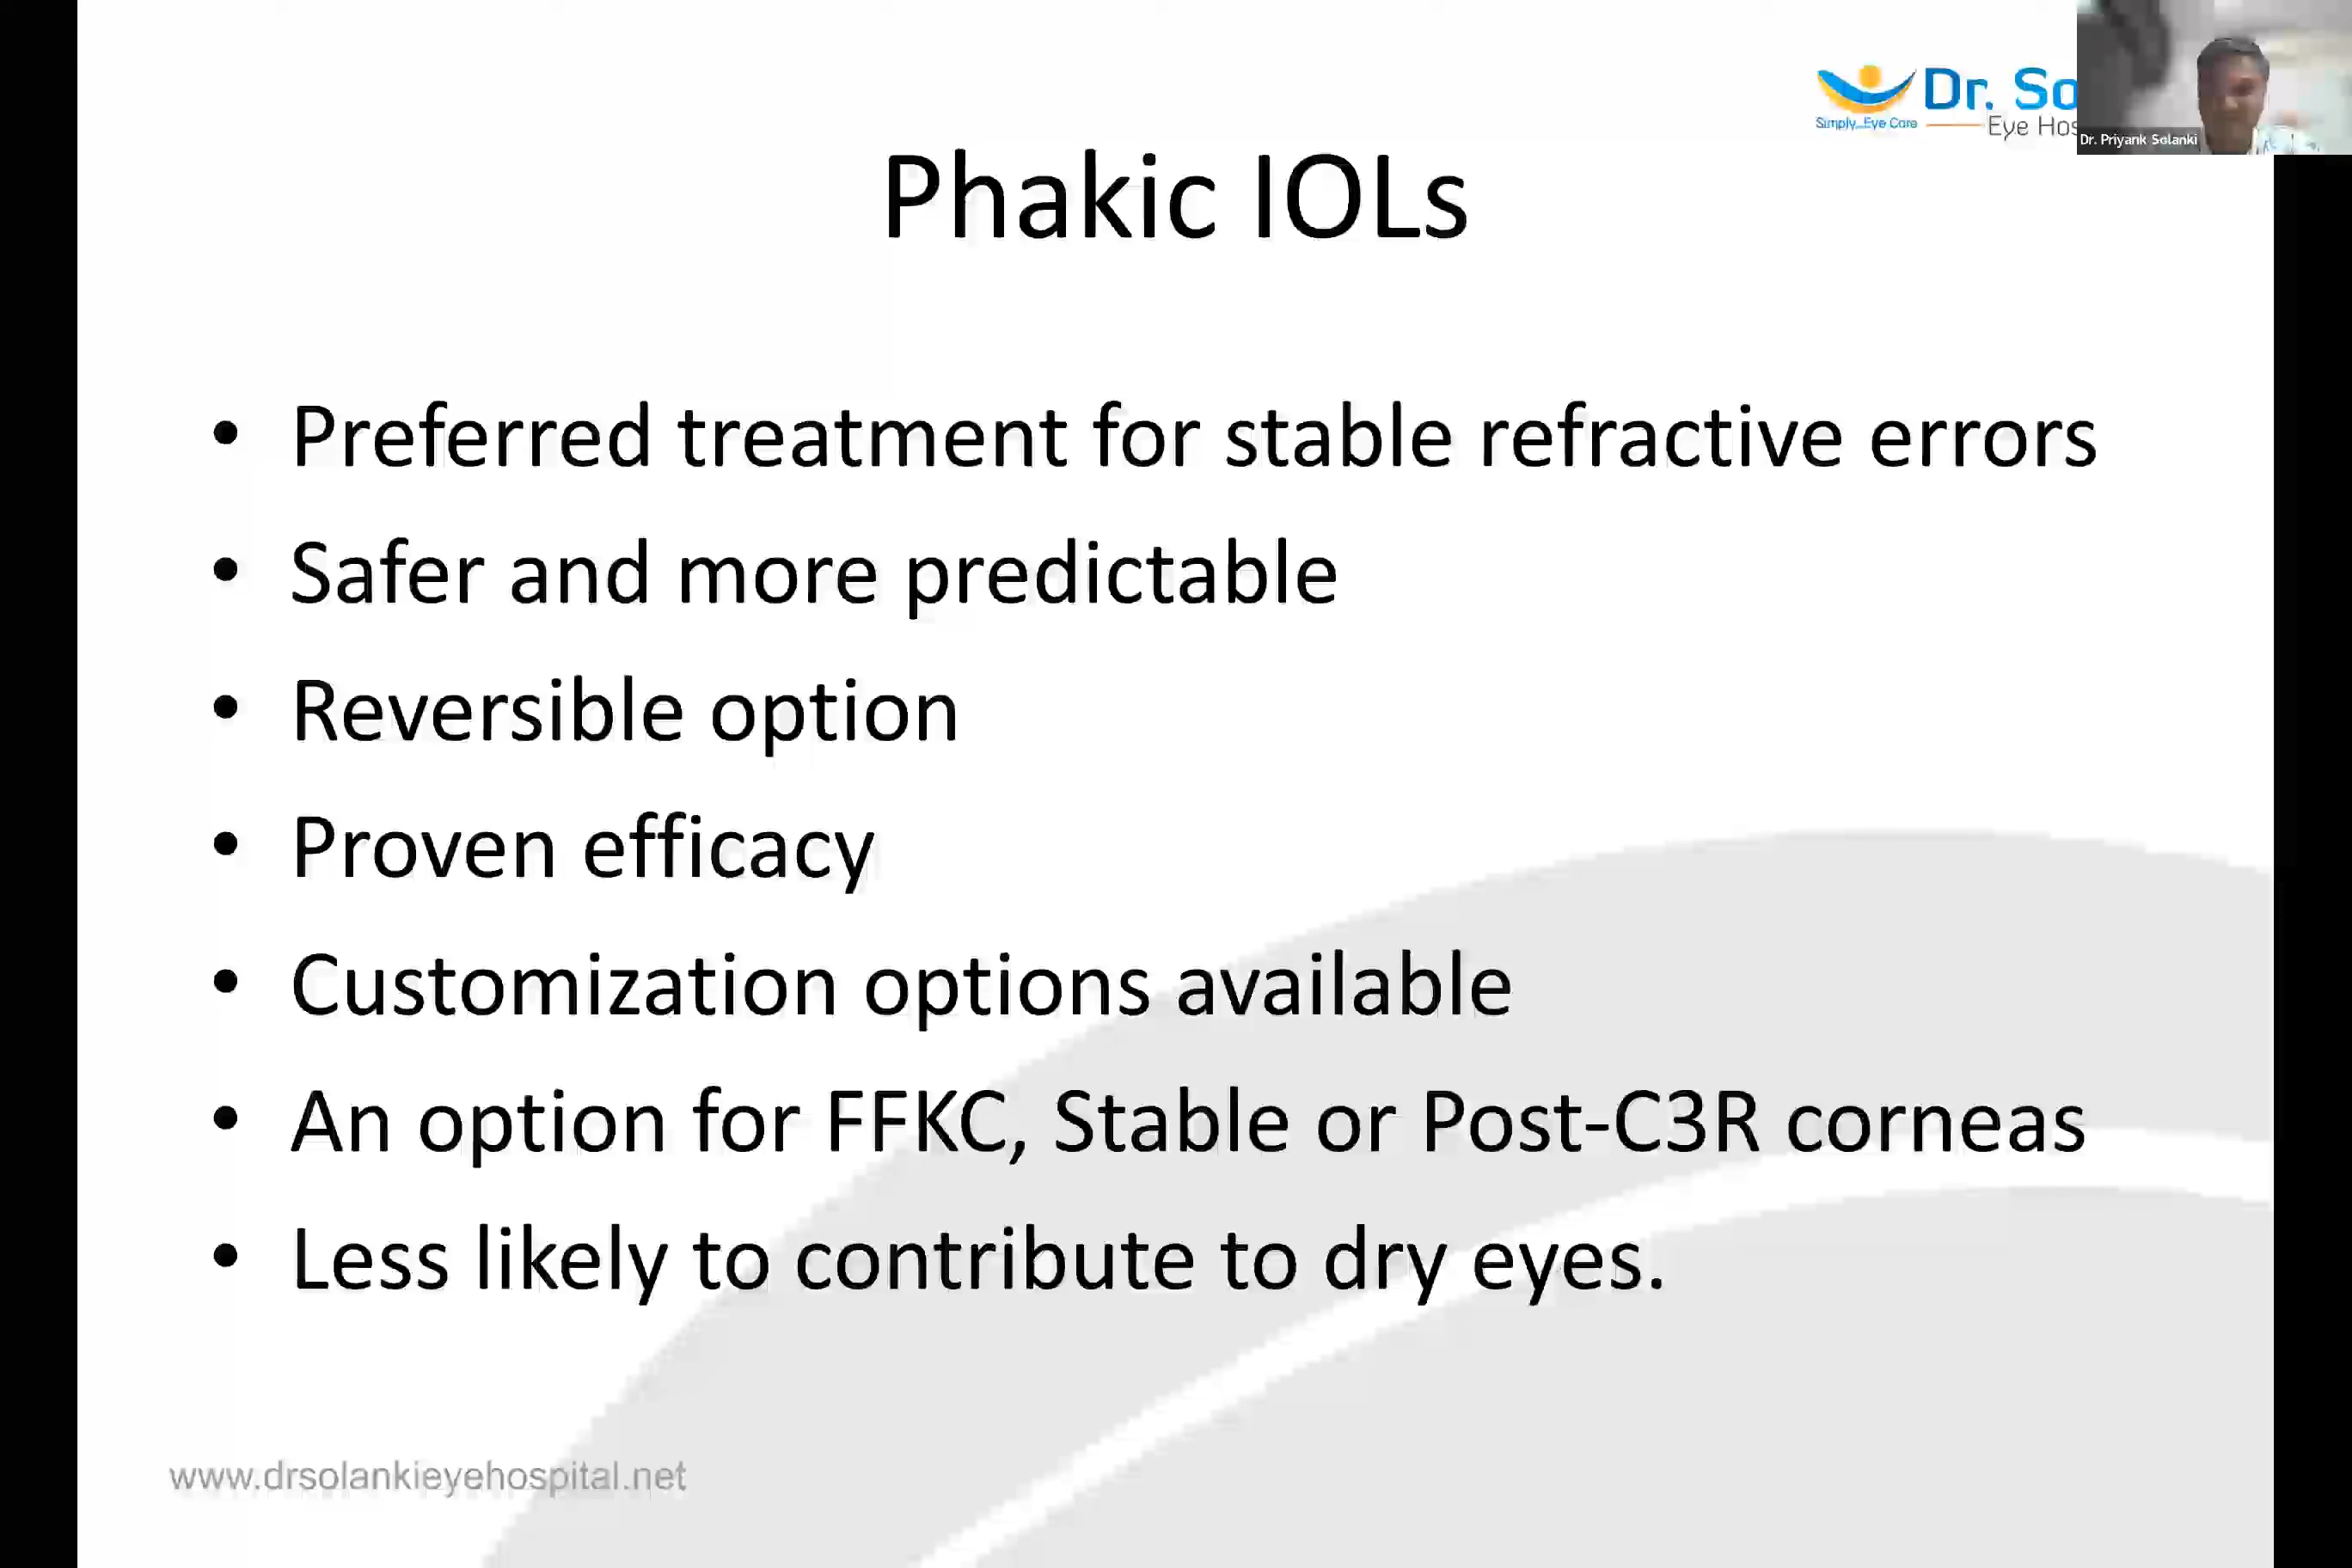 Dr. So
Simply...Eye Care
Eye Hos
Dr. Priyank Solanki
Phakic IOLs
• Preferred treatment for stable refractive errors
• Safer and more predictable
• Reversible option
• Proven efficacy
• Customization options available
• An option for FFKC, Stable or Post-C3R corneas
• Less likely to contribute to dry eyes.
www.drsolankieyehospital.net